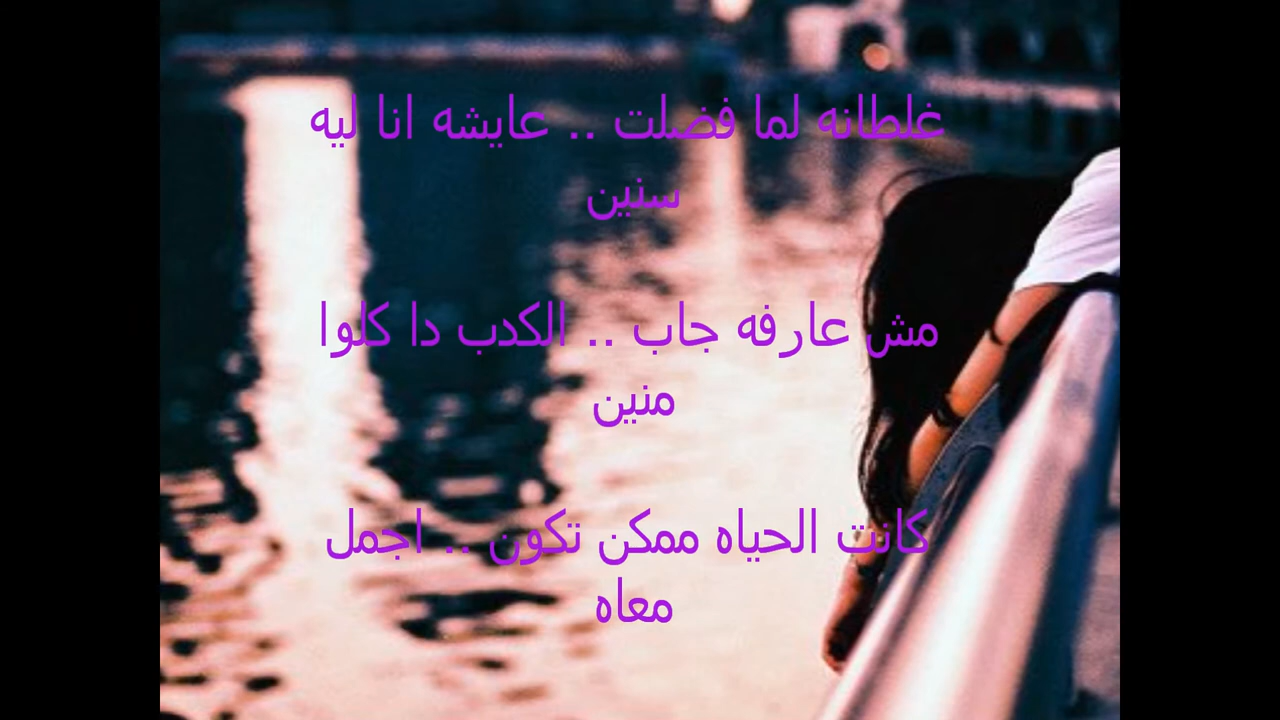 غلطانه لما فضلت .. عايشه انا ليه
سنين
مش عارفه جاب .. الكدب دا كلوا
منين
كانت الحياه ممكن تكون .. اجمل
معاه